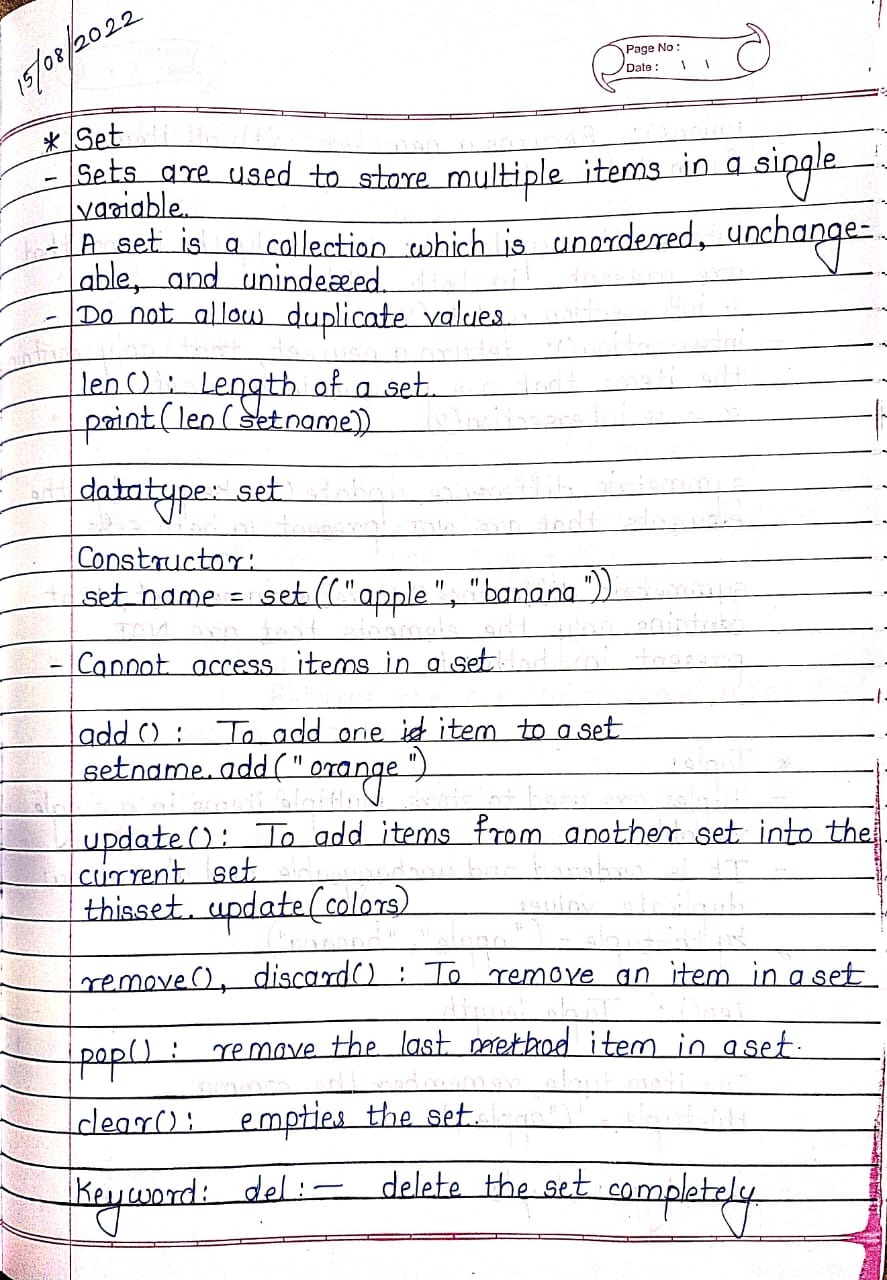 15/08/2022
Page No :
Date :
* Set
- Sets are used to store multiple items in a single
variable.
- A set is a collection which is unordered, unchange-
able, and unindexed.
- Do not allow duplicate values.
len() : Length of a set.
print(len(setname))
datatype: set
Constructor:
set_name = set(("apple", "banana"))
- Cannot access items in a set
add() : To add one item to a set
setname.add("orange")
update(): To add items from another set into the
current set
thisset.update(colors)
remove(), discard() : To remove an item in a set
pop() : remove the last item in a set.
clear(): empties the set.
Keyword: del :— delete the set completely.